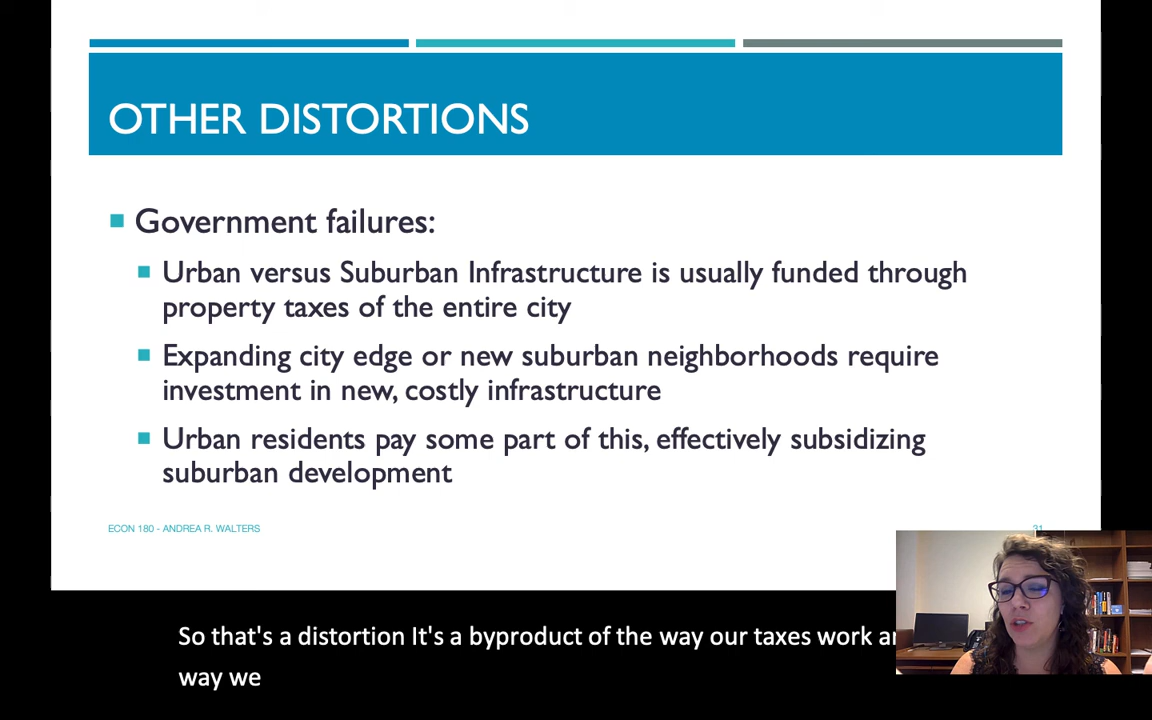 OTHER DISTORTIONS
Government failures:
Urban versus Suburban Infrastructure is usually funded through
property taxes of the entire city
Expanding city edge or new suburban neighborhoods require
investment in new, costly infrastructure
Urban residents pay some part of this, effectively subsidizing
suburban development
ECON 180 - ANDREA R. WALTERS
31
So that's a distortion It's a byproduct of the way our taxes work
way we